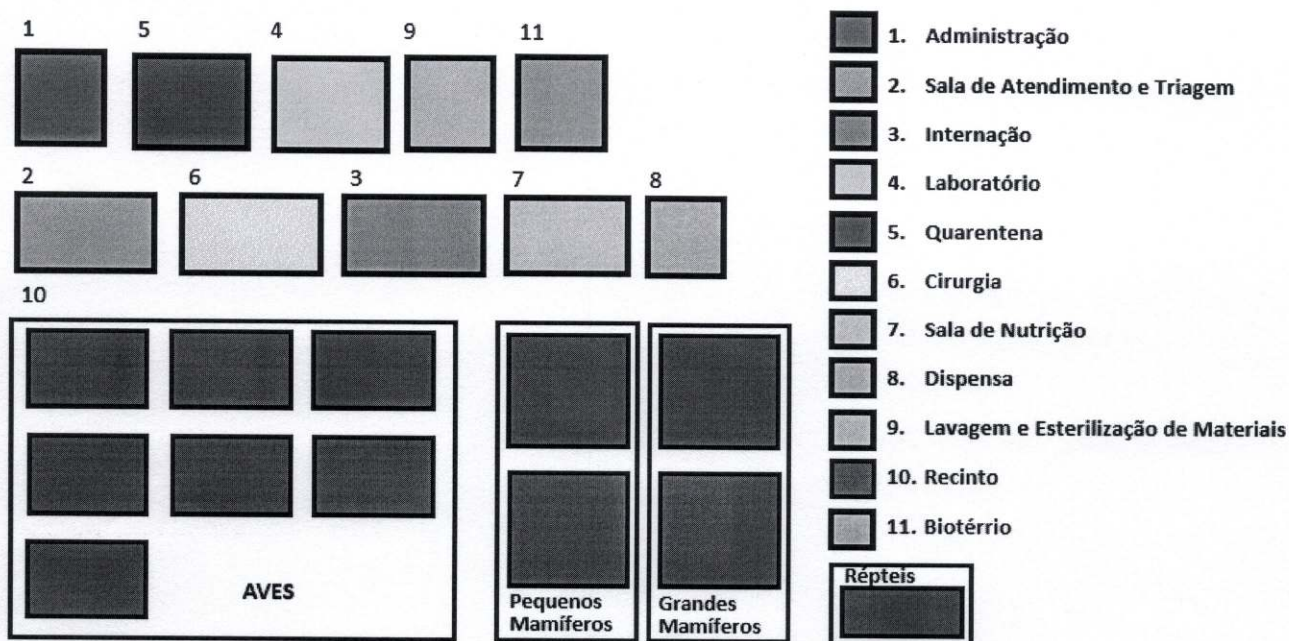 1
5
4
9
11
2
6
3
7
8
10
AVES
Pequenos
Mamíferos
Grandes
Mamíferos
1. Administração
2. Sala de Atendimento e Triagem
3. Internação
4. Laboratório
5. Quarentena
6. Cirurgia
7. Sala de Nutrição
8. Dispensa
9. Lavagem e Esterilização de Materiais
10. Recinto
11. Biotérrio
Répteis